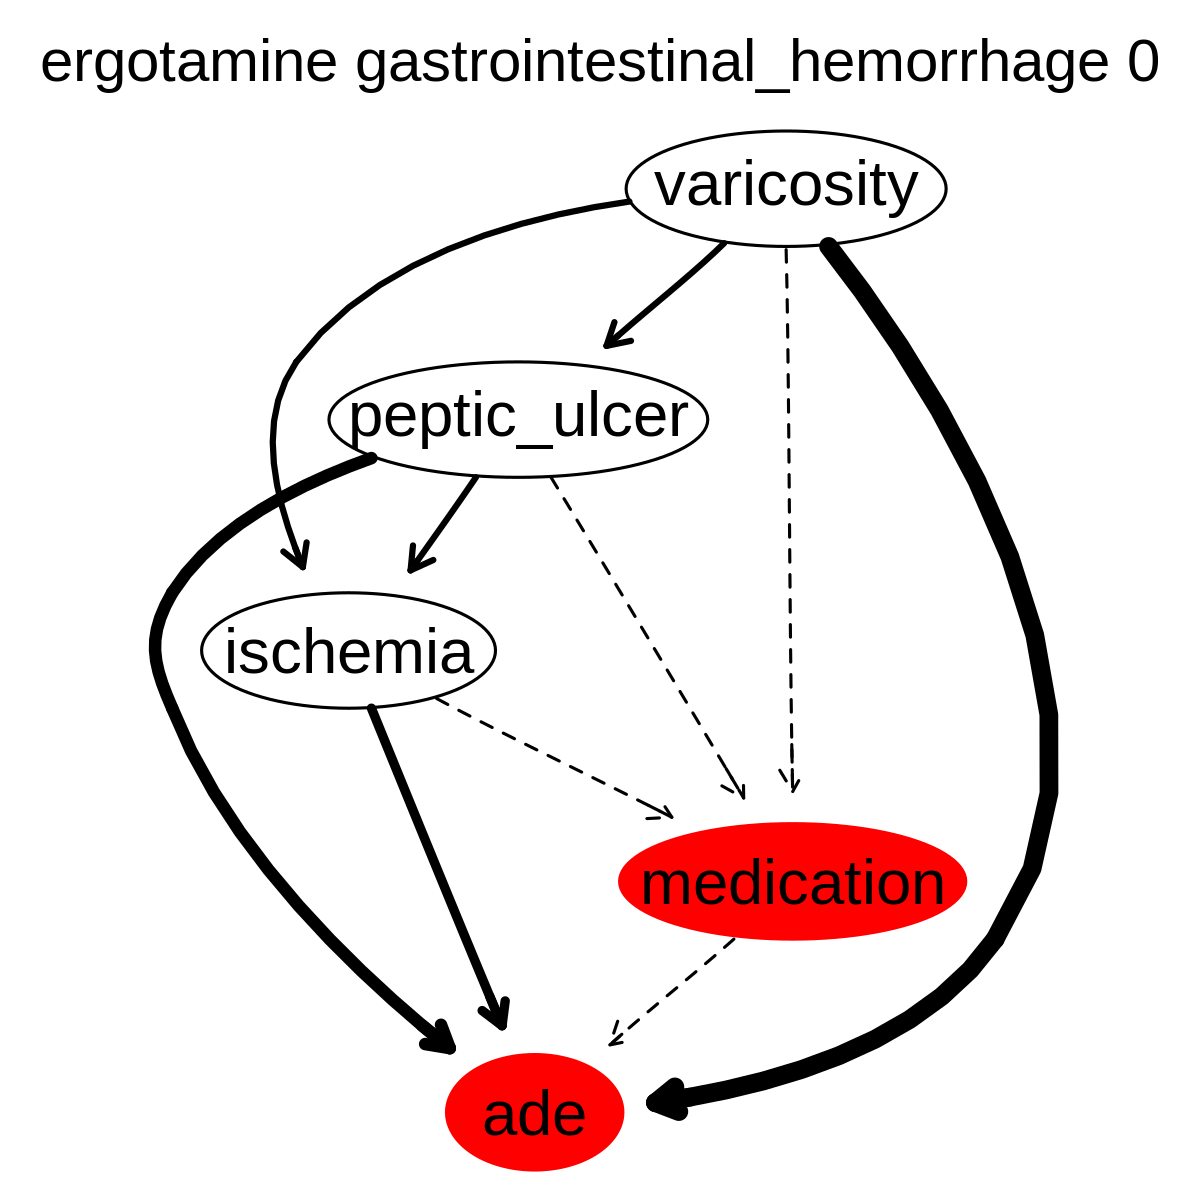 ergotamine gastrointestinal_hemorrhage 0
varicosity
peptic_ulcer
ischemia
medication
ade